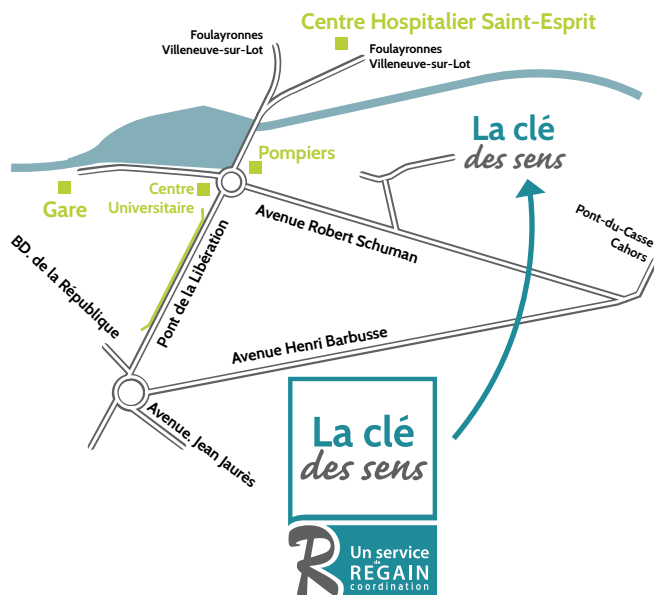 Centre Hospitalier Saint-Esprit
Foulayronnes
Villeneuve-sur-Lot
Foulayronnes
Villeneuve-sur-Lot
La clé
des sens
Pompiers
Centre
Universitaire
Gare
Avenue Robert Schuman
Pont-du-Casse
Cahors
BD. de la République
Pont de la Libération
Avenue Henri Barbusse
Avenue. Jean Jaurès
La clé
des sens
R
Un service
de
REGAIN
coordination